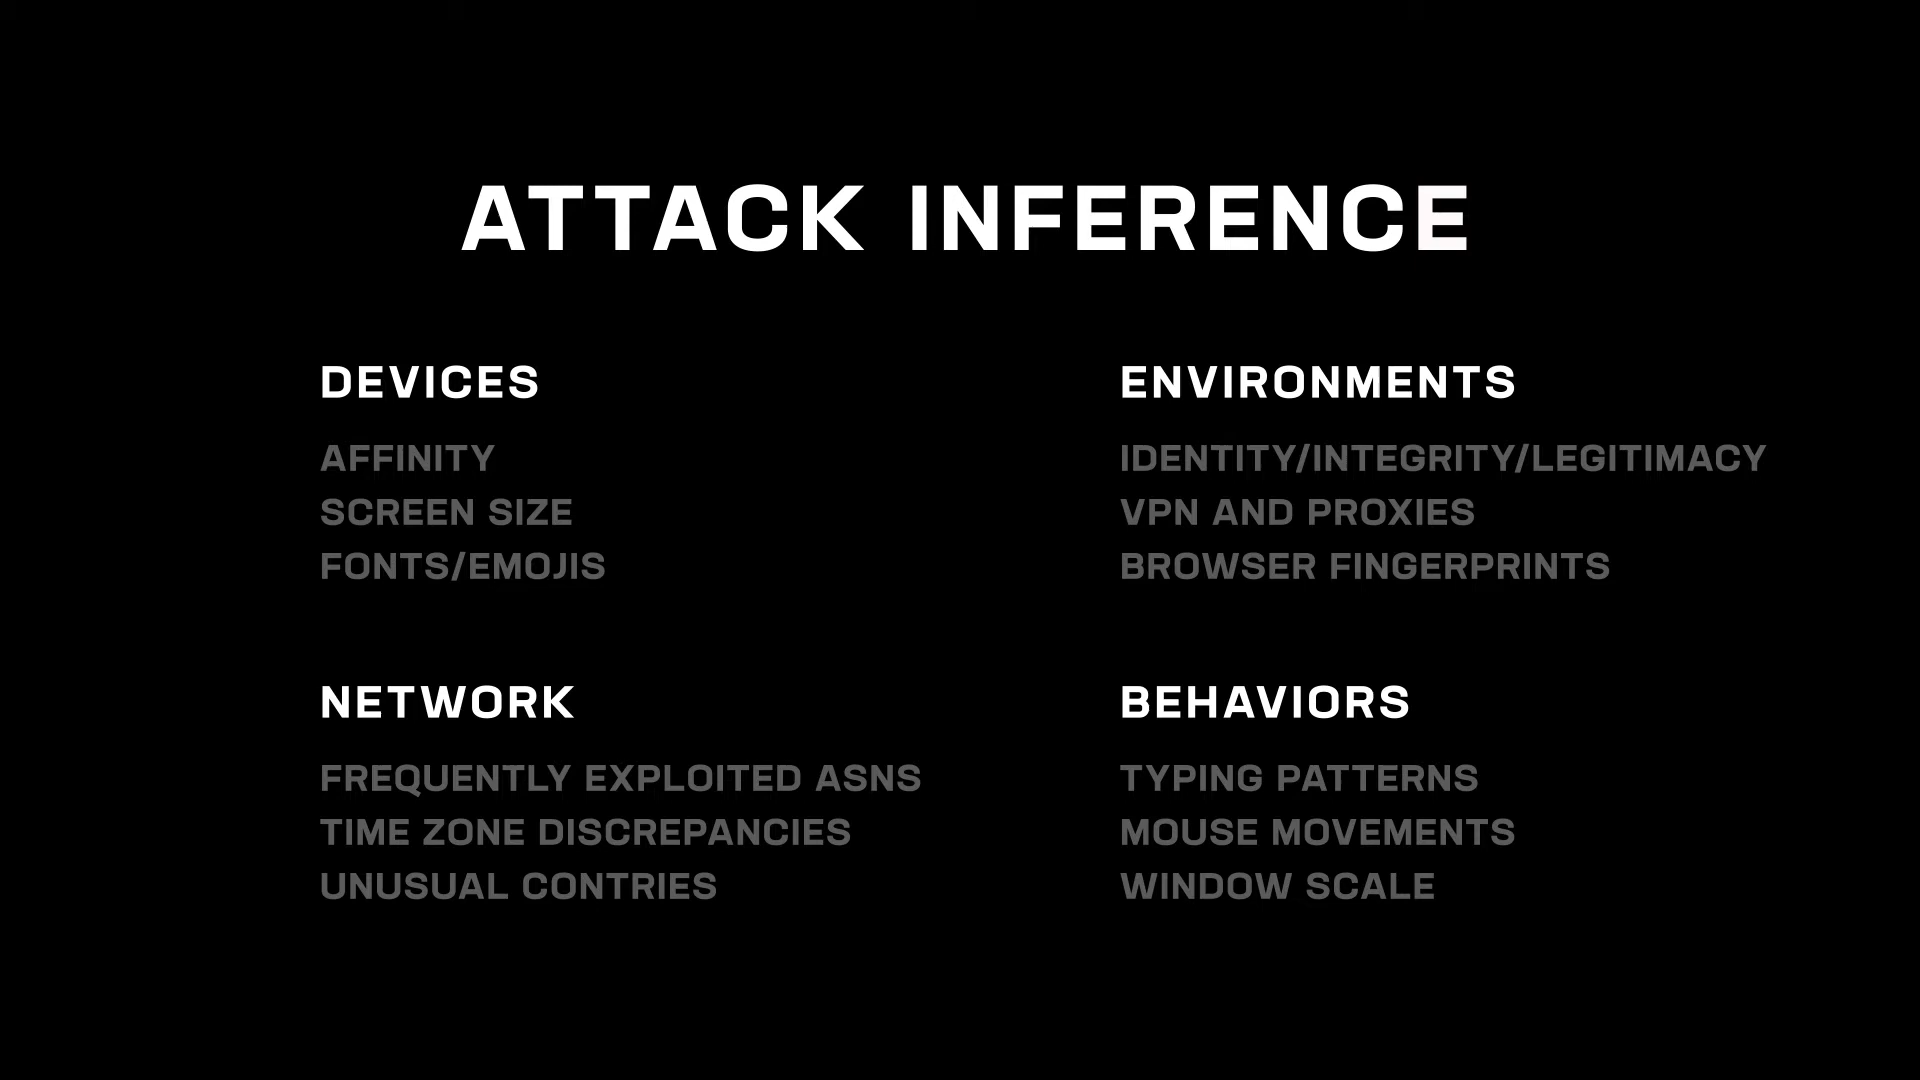 ATTACK INFERENCE
DEVICES
AFFINITY
SCREEN SIZE
FONTS/EMOJIS
ENVIRONMENTS
IDENTITY/INTEGRITY/LEGITIMACY
VPN AND PROXIES
BROWSER FINGERPRINTS
NETWORK
FREQUENTLY EXPLOITED ASNS
TIME ZONE DISCREPANCIES
UNUSUAL CONTRIES
BEHAVIORS
TYPING PATTERNS
MOUSE MOVEMENTS
WINDOW SCALE